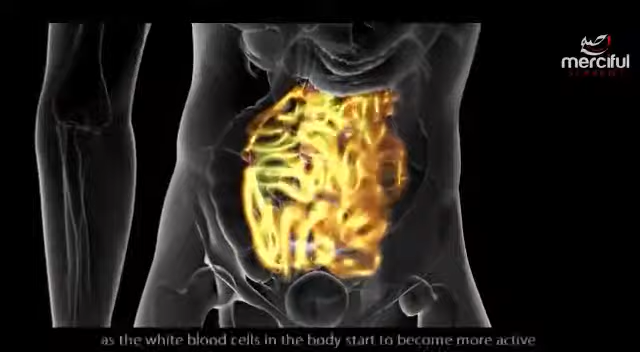 merciful
as the white blood cells in the body start to become more active